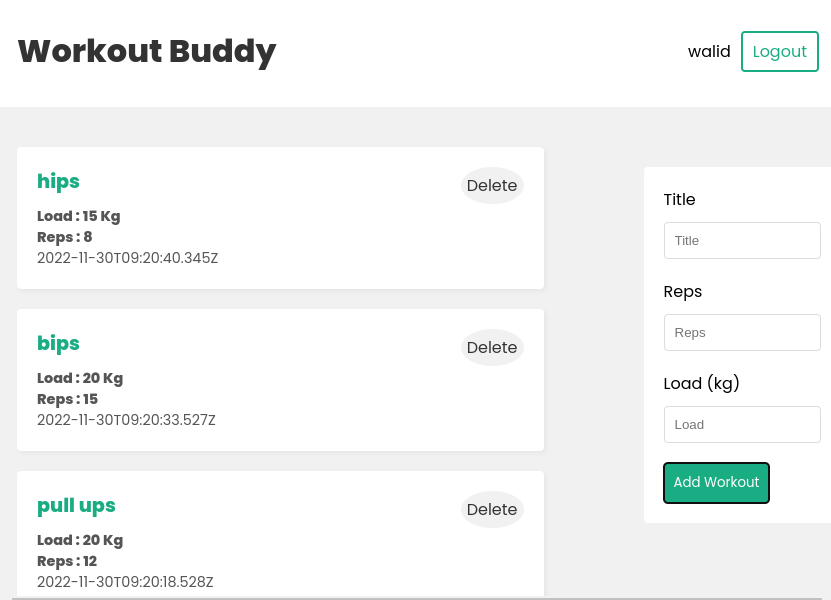 Workout Buddy
walid
Logout
hips
Delete
Load : 15 Kg
Reps : 8
2022-11-30T09:20:40.345Z
bips
Delete
Load : 20 Kg
Reps : 15
2022-11-30T09:20:33.527Z
pull ups
Delete
Load : 20 Kg
Reps : 12
2022-11-30T09:20:18.528Z
Title
Title
Reps
Reps
Load (kg)
Load
Add Workout